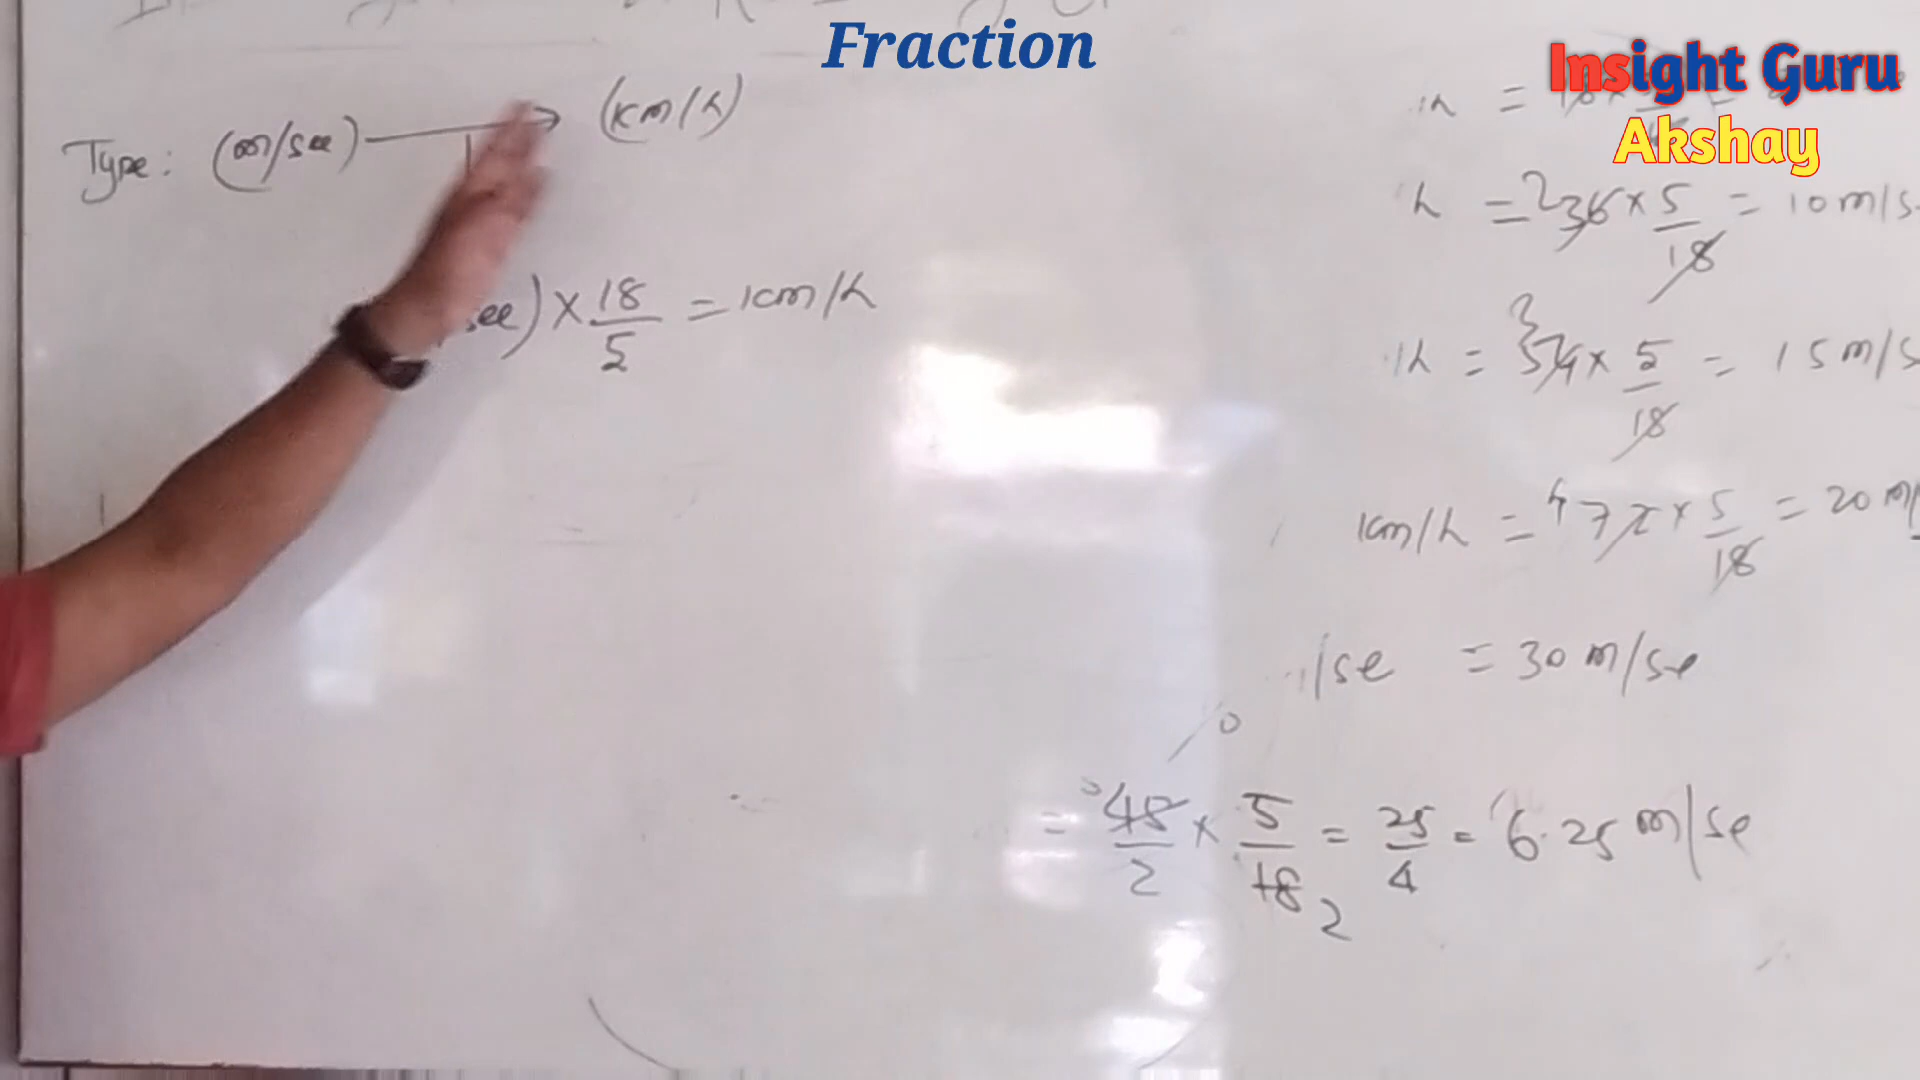 Fraction
Insight Guru
Akshay
Type: (m/sec) → (km/h)
sec) × 18/5 = km/h
h = 36 × 5/18 = 10 m/s
h = 54 × 5/18 = 15 m/s
km/h = 72 × 5/18 = 20 m/
/se = 30 m/se
= 45/2 × 5/18 = 25/4 = 6.25 m/se